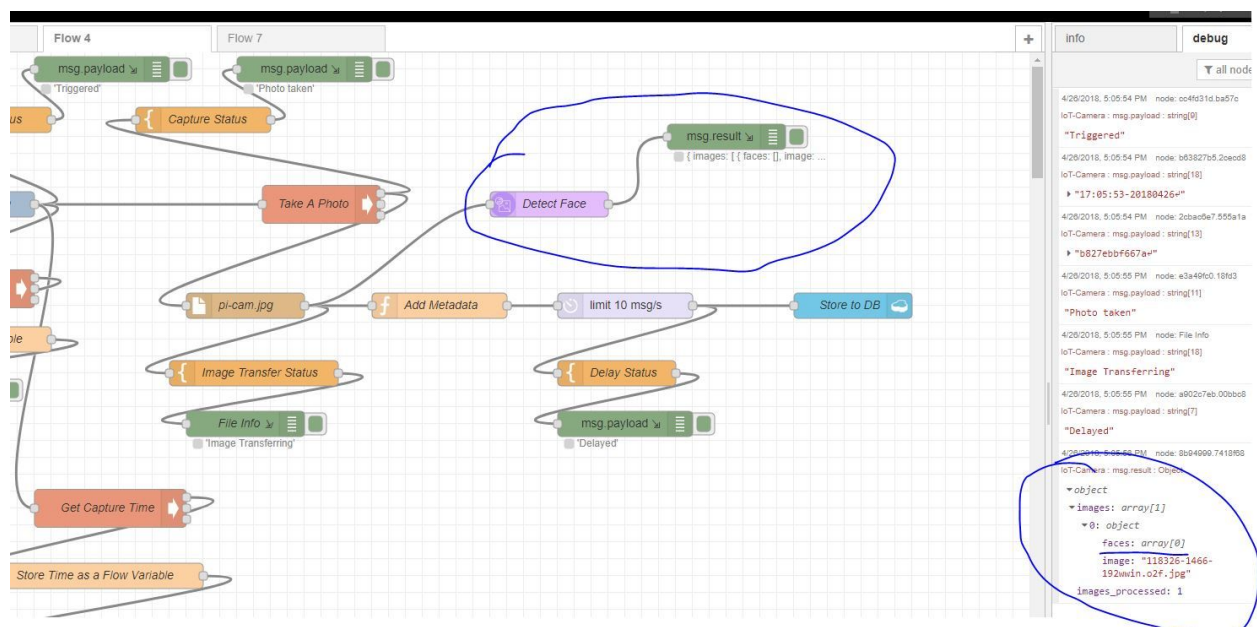 Flow 4
Flow 7
+
info
debug
msg.payload
'Triggered'
msg.payload
'Photo taken'
us
Capture Status
msg.result
{ images: [ { faces: [], image: ...
Take A Photo
Detect Face
pi-cam.jpg
Add Metadata
limit 10 msg/s
Store to DB
Image Transfer Status
Delay Status
File Info
'Image Transferring'
msg.payload
'Delayed'
Get Capture Time
Store Time as a Flow Variable
all node
4/26/2018, 5:05:54 PM node: cc4fd31d.ba57c
IoT-Camera : msg.payload : string[9]
"Triggered"
4/26/2018, 5:05:54 PM
IoT-Camera : msg.payload : string[18]
"17:05:53-20180426↵"
4/26/2018, 5:05:54 PM node: 2cbac6e7.555a1a
IoT-Camera : msg.payload : string[13]
"b827ebbf667a↵"
4/26/2018, 5:05:55 PM node: e3a49fc0.18fd3
IoT-Camera : msg.payload : string[11]
"Photo taken"
4/26/2018, 5:05:55 PM node: File Info
IoT-Camera : msg.payload : string[18]
"Image Transferring"
4/26/2018, 5:05:55 PM node: a902c7eb.00bbc8
IoT-Camera : msg.payload : string[7]
"Delayed"
4/26/2018, 5:05:56 PM node: 8b94999.7418f68
IoT-Camera : msg.result : Object
object
images: array[1]
0: object
faces: array[0]
image: "118326-1466-
192wwin.o2f.jpg"
images_processed: 1